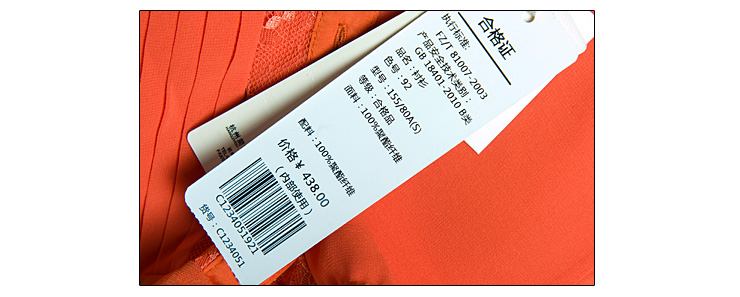 合格证
执行标准:
FZ/T 81007-2003
产品安全技术类别:
GB 18401-2010 B类
品名:衬衫
色号:92
型号:155/80A(S)
等级:合格品
面料:100%聚酯纤维
配料:100%聚酯纤维
价格¥ 438.00
(内部使用)
C1234051921
货号:C1234051